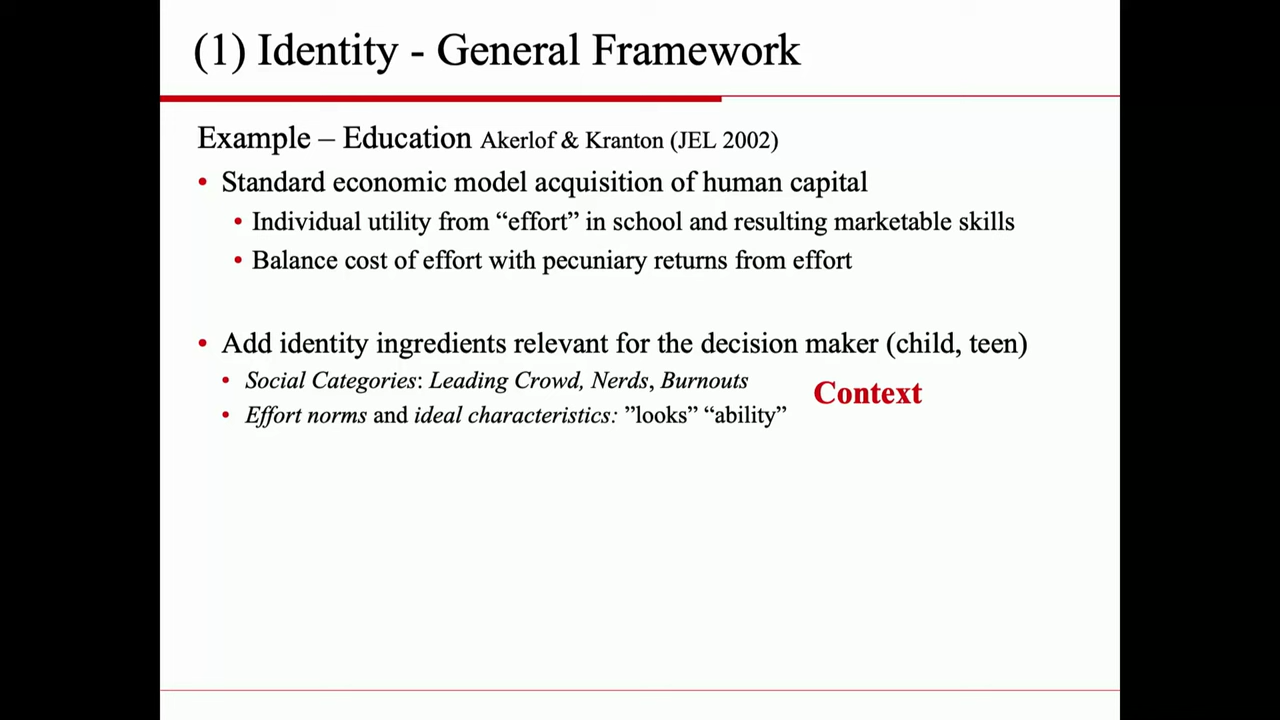 (1) Identity - General Framework
Example – Education Akerlof & Kranton (JEL 2002)
• Standard economic model acquisition of human capital
• Individual utility from “effort” in school and resulting marketable skills
• Balance cost of effort with pecuniary returns from effort
• Add identity ingredients relevant for the decision maker (child, teen)
• Social Categories: Leading Crowd, Nerds, Burnouts
Context
• Effort norms and ideal characteristics: ”looks” “ability”